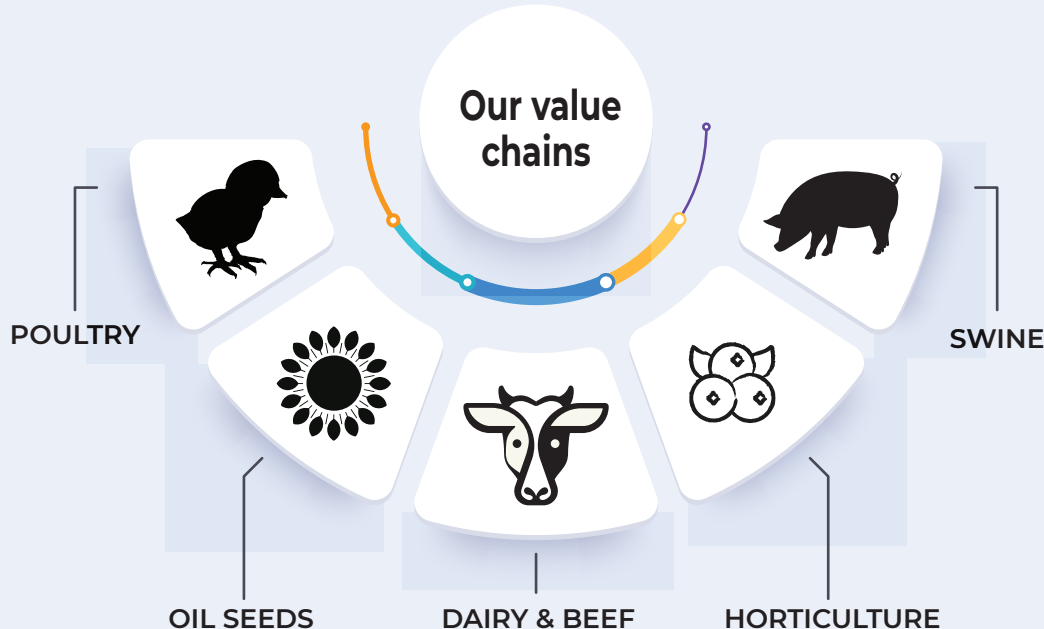 Our value
chains
POULTRY
SWINE
OIL SEEDS
DAIRY & BEEF
HORTICULTURE